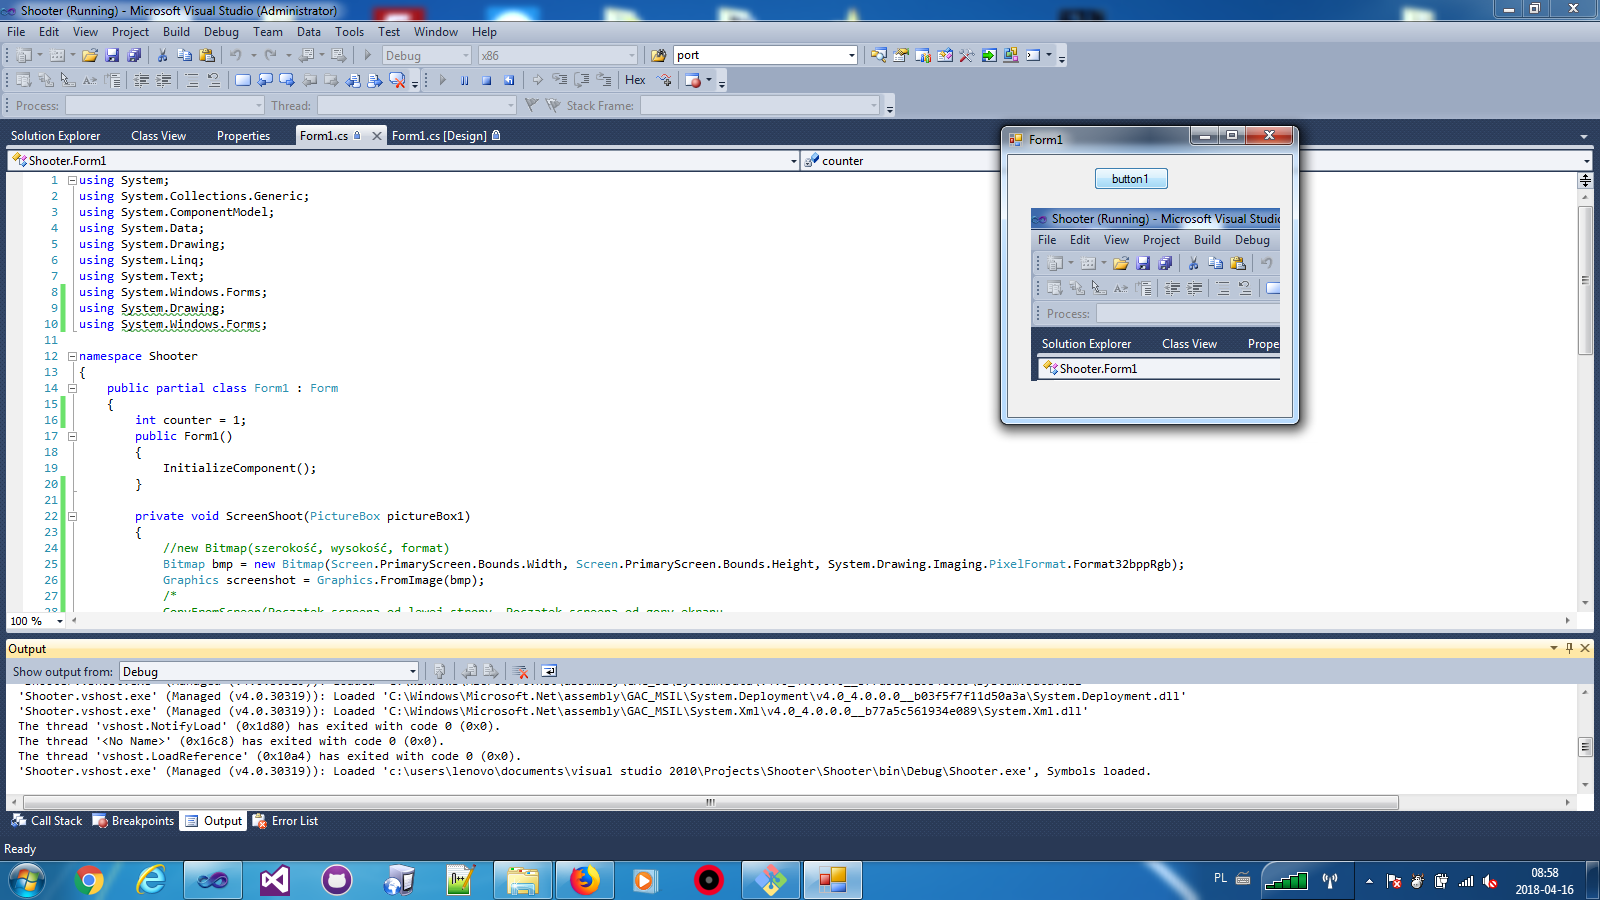 Shooter (Running) - Microsoft Visual Studio (Administrator)
File Edit View Project Build Debug Team Data Tools Test Window Help
Debug x86 port
Hex
Process: Thread: Stack Frame:
Solution Explorer Class View Properties Form1.cs Form1.cs [Design]
Shooter.Form1 counter
1 using System;
2 using System.Collections.Generic;
3 using System.ComponentModel;
4 using System.Data;
5 using System.Drawing;
6 using System.Linq;
7 using System.Text;
8 using System.Windows.Forms;
9 using System.Drawing;
10 using System.Windows.Forms;
11
12 namespace Shooter
13 {
14 public partial class Form1 : Form
15 {
16 int counter = 1;
17 public Form1()
18 {
19 InitializeComponent();
20 }
21
22 private void ScreenShoot(PictureBox pictureBox1)
23 {
24 //new Bitmap(szerokość, wysokość, format)
25 Bitmap bmp = new Bitmap(Screen.PrimaryScreen.Bounds.Width, Screen.PrimaryScreen.Bounds.Height, System.Drawing.Imaging.PixelFormat.Format32bppRgb);
26 Graphics screenshot = Graphics.FromImage(bmp);
27 /*
28 CopyFromScreen(Poczatek screena od lewej strony, Poczatek screena od gory ekranu
100 %
Form1
button1
Shooter (Running) - Microsoft Visual Studio
File Edit View Project Build Debug
Process:
Solution Explorer Class View Prope
Shooter.Form1
Output
Show output from: Debug
'Shooter.vshost.exe' (Managed (v4.0.30319)): Loaded 'C:\Windows\Microsoft.Net\assembly\GAC_MSIL\System.Deployment\v4.0_4.0.0.0__b03f5f7f11d50a3a\System.Deployment.dll'
'Shooter.vshost.exe' (Managed (v4.0.30319)): Loaded 'C:\Windows\Microsoft.Net\assembly\GAC_MSIL\System.Xml\v4.0_4.0.0.0__b77a5c561934e089\System.Xml.dll'
The thread 'vshost.NotifyLoad' (0x1d80) has exited with code 0 (0x0).
The thread '<No Name>' (0x16c8) has exited with code 0 (0x0).
The thread 'vshost.LoadReference' (0x10a4) has exited with code 0 (0x0).
'Shooter.vshost.exe' (Managed (v4.0.30319)): Loaded 'c:\users\lenovo\documents\visual studio 2010\Projects\Shooter\Shooter\bin\Debug\Shooter.exe', Symbols loaded.
Call Stack Breakpoints Output Error List
Ready
PL
08:58
2018-04-16